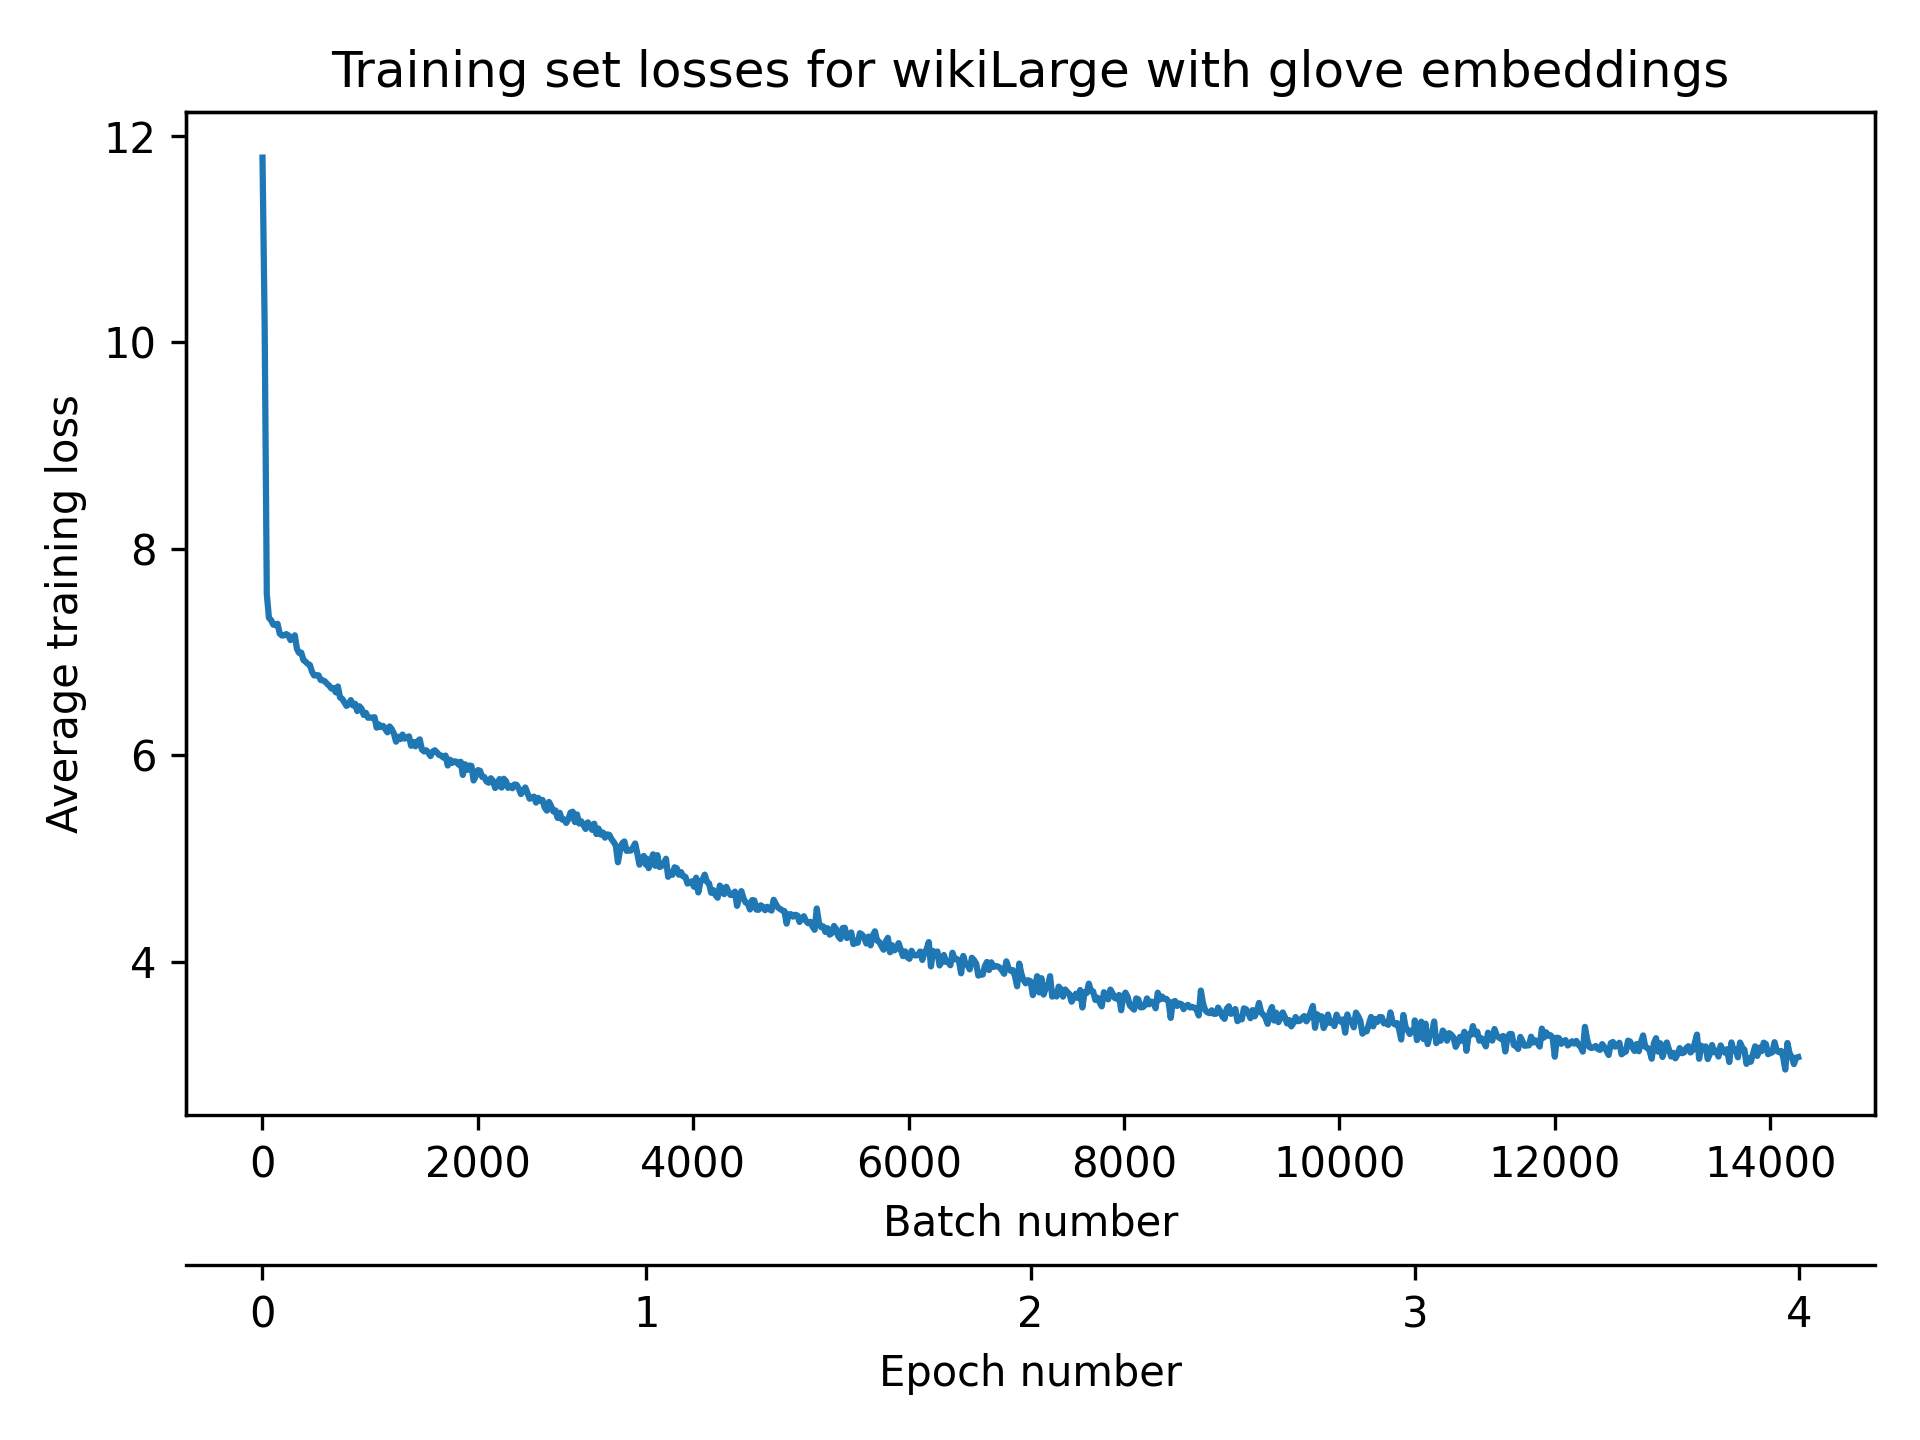 Training set losses for wikiLarge with glove embeddings
12
10
8
6
4
Average training loss
0 2000 4000 6000 8000 10000 12000 14000
Batch number
0 1 2 3 4
Epoch number